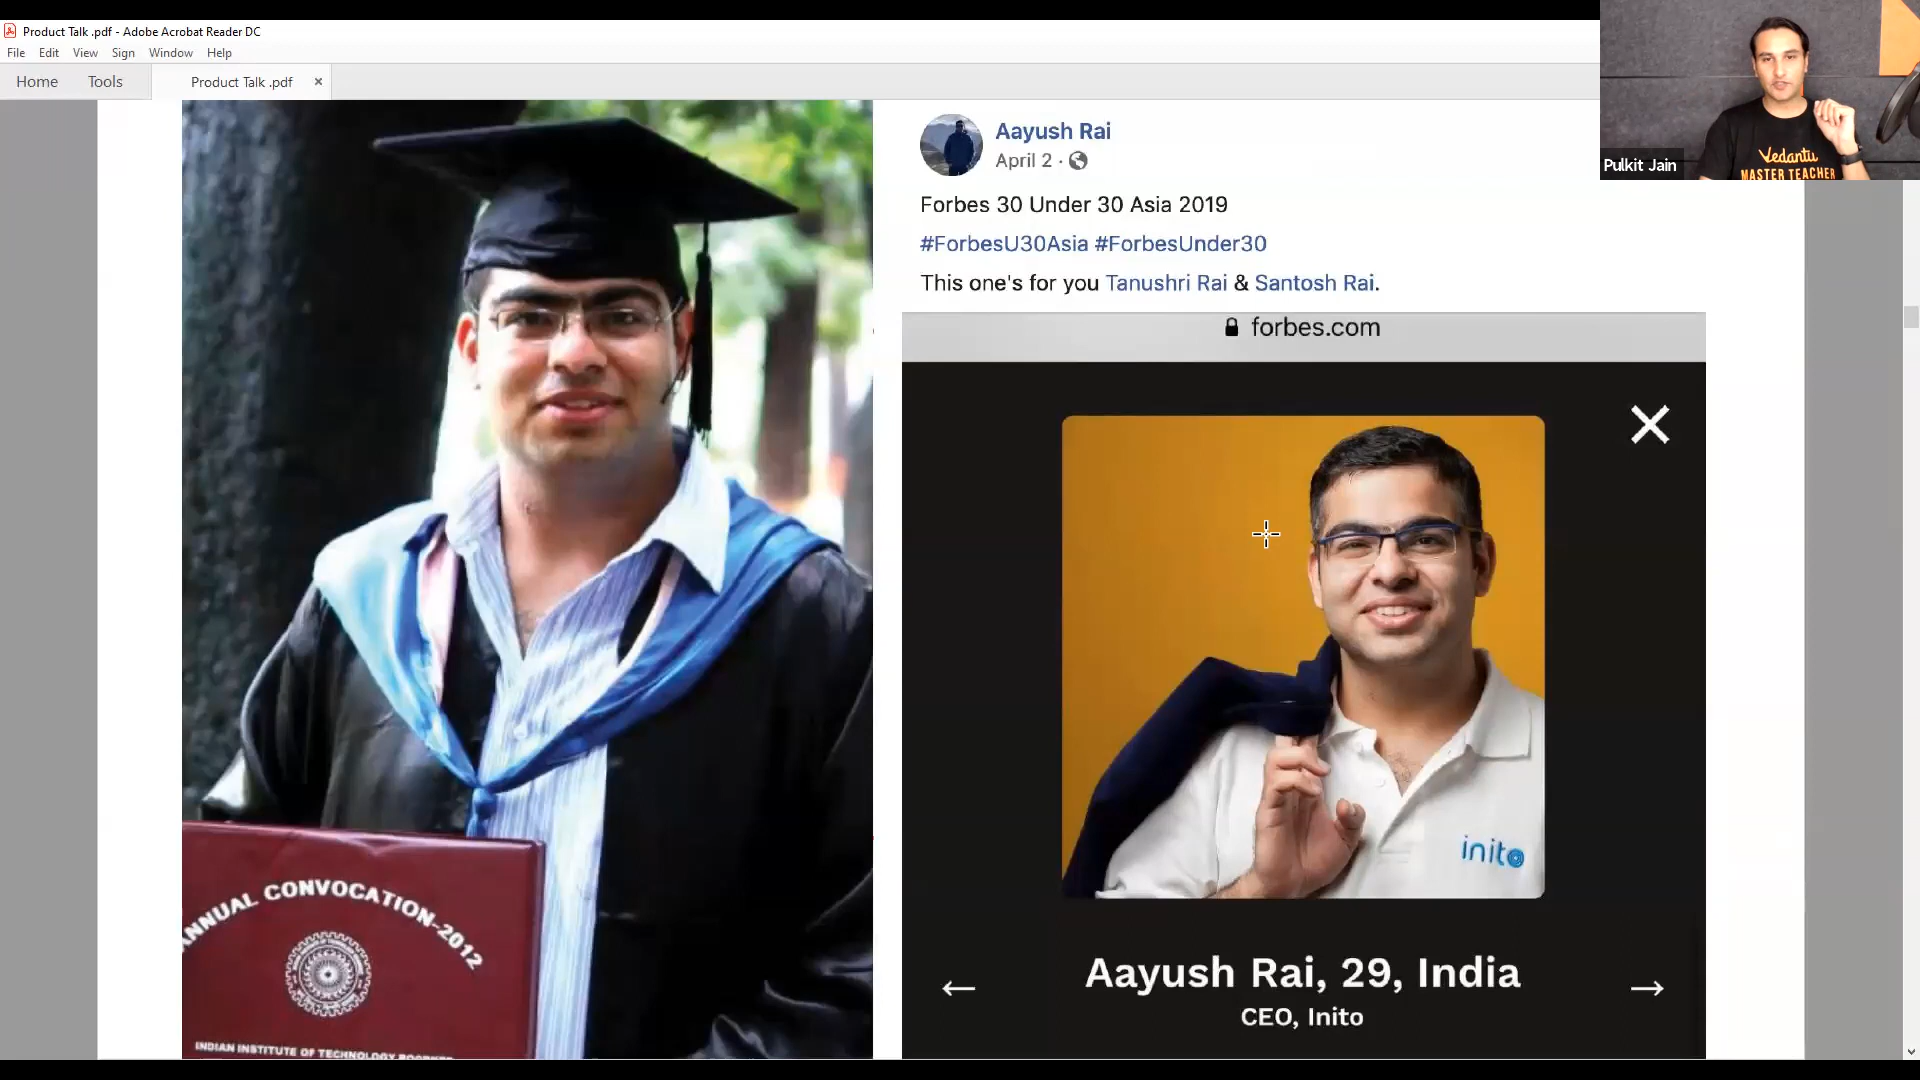 Product Talk .pdf - Adobe Acrobat Reader DC
File Edit View Sign Window Help
Home Tools Product Talk .pdf ×
Aayush Rai
April 2 ·
Forbes 30 Under 30 Asia 2019
#ForbesU30Asia #ForbesUnder30
This one's for you Tanushri Rai & Santosh Rai.
forbes.com
inito
Aayush Rai, 29, India
CEO, Inito
ANNUAL CONVOCATION-2012
INDIAN INSTITUTE OF TECHNOLOGY
Vedantu
MASTER TEACHER
Pulkit Jain